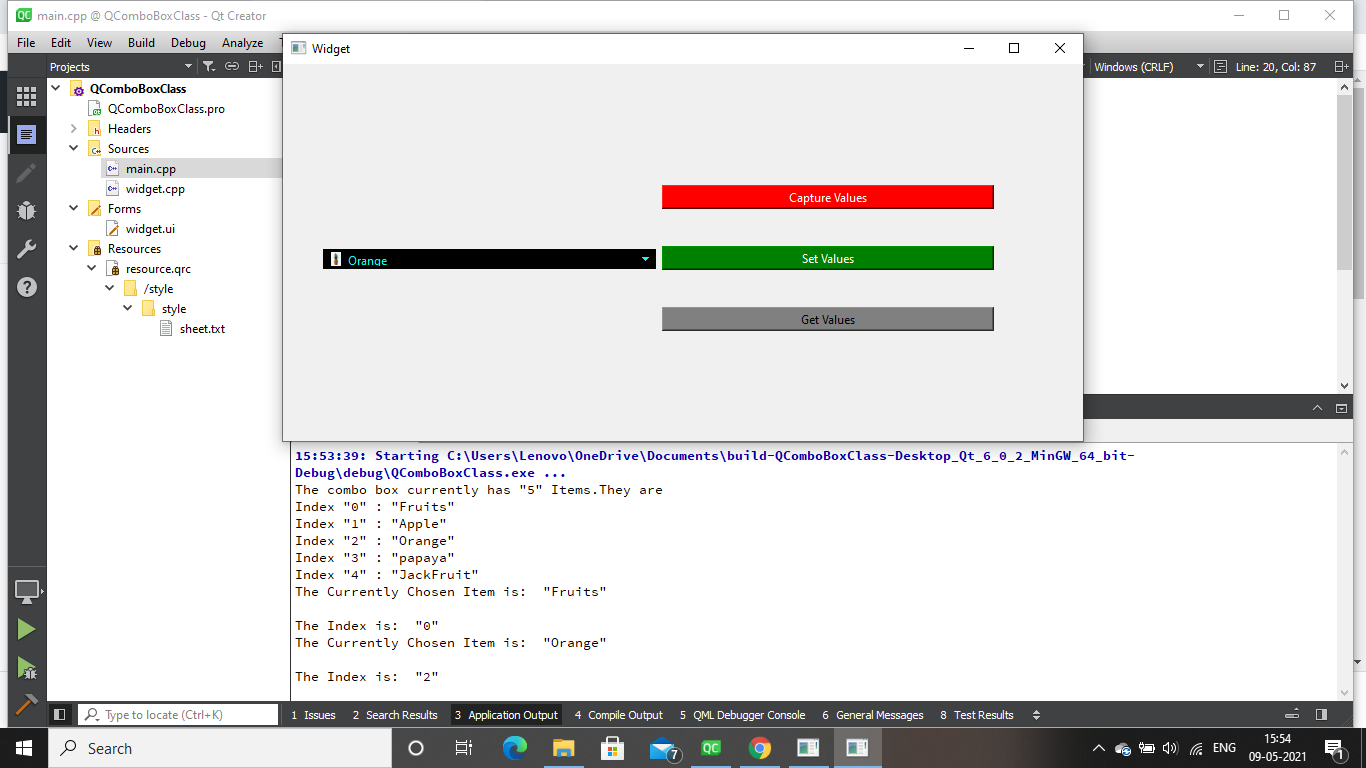 main.cpp @ QComboBoxClass - Qt Creator
File Edit View Build Debug Analyze
Widget
Projects
Windows (CRLF)
Line: 20, Col: 87
QComboBoxClass
QComboBoxClass.pro
Headers
Sources
main.cpp
widget.cpp
Forms
widget.ui
Resources
resource.qrc
/style
style
sheet.txt
Capture Values
Orange
Set Values
Get Values
15:53:39: Starting C:\Users\Lenovo\OneDrive\Documents\build-QComboBoxClass-Desktop_Qt_6_0_2_MinGW_64_bit-
Debug\debug\QComboBoxClass.exe ...
The combo box currently has "5" Items.They are
Index "0" : "Fruits"
Index "1" : "Apple"
Index "2" : "Orange"
Index "3" : "papaya"
Index "4" : "JackFruit"
The Currently Chosen Item is:  "Fruits"
The Index is:  "0"
The Currently Chosen Item is:  "Orange"
The Index is:  "2"
Type to locate (Ctrl+K)
1 Issues 2 Search Results 3 Application Output 4 Compile Output 5 QML Debugger Console 6 General Messages 8 Test Results
Search
7
QC
ENG
15:54
09-05-2021
1